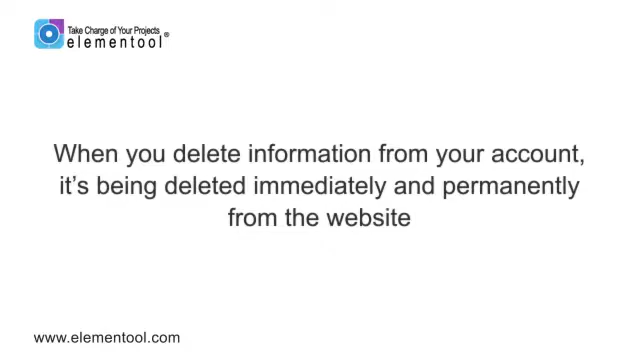 Take Charge of Your Projects
elementool®
When you delete information from your account,
it's being deleted immediately and permanently
from the website
www.elementool.com